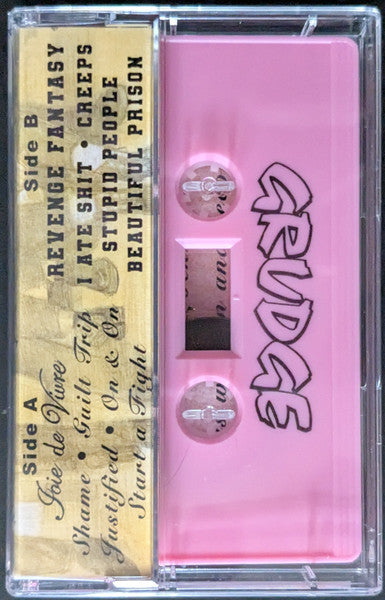 Side A
Joie de Vivre
Shame • Guilt Trip
Justified • On & On
Start a Fight
Side B
REVENGE FANTASY
I ATE SHIT • CREEPS
STUPID PEOPLE
BEAUTIFUL PRISON
GRUDGE